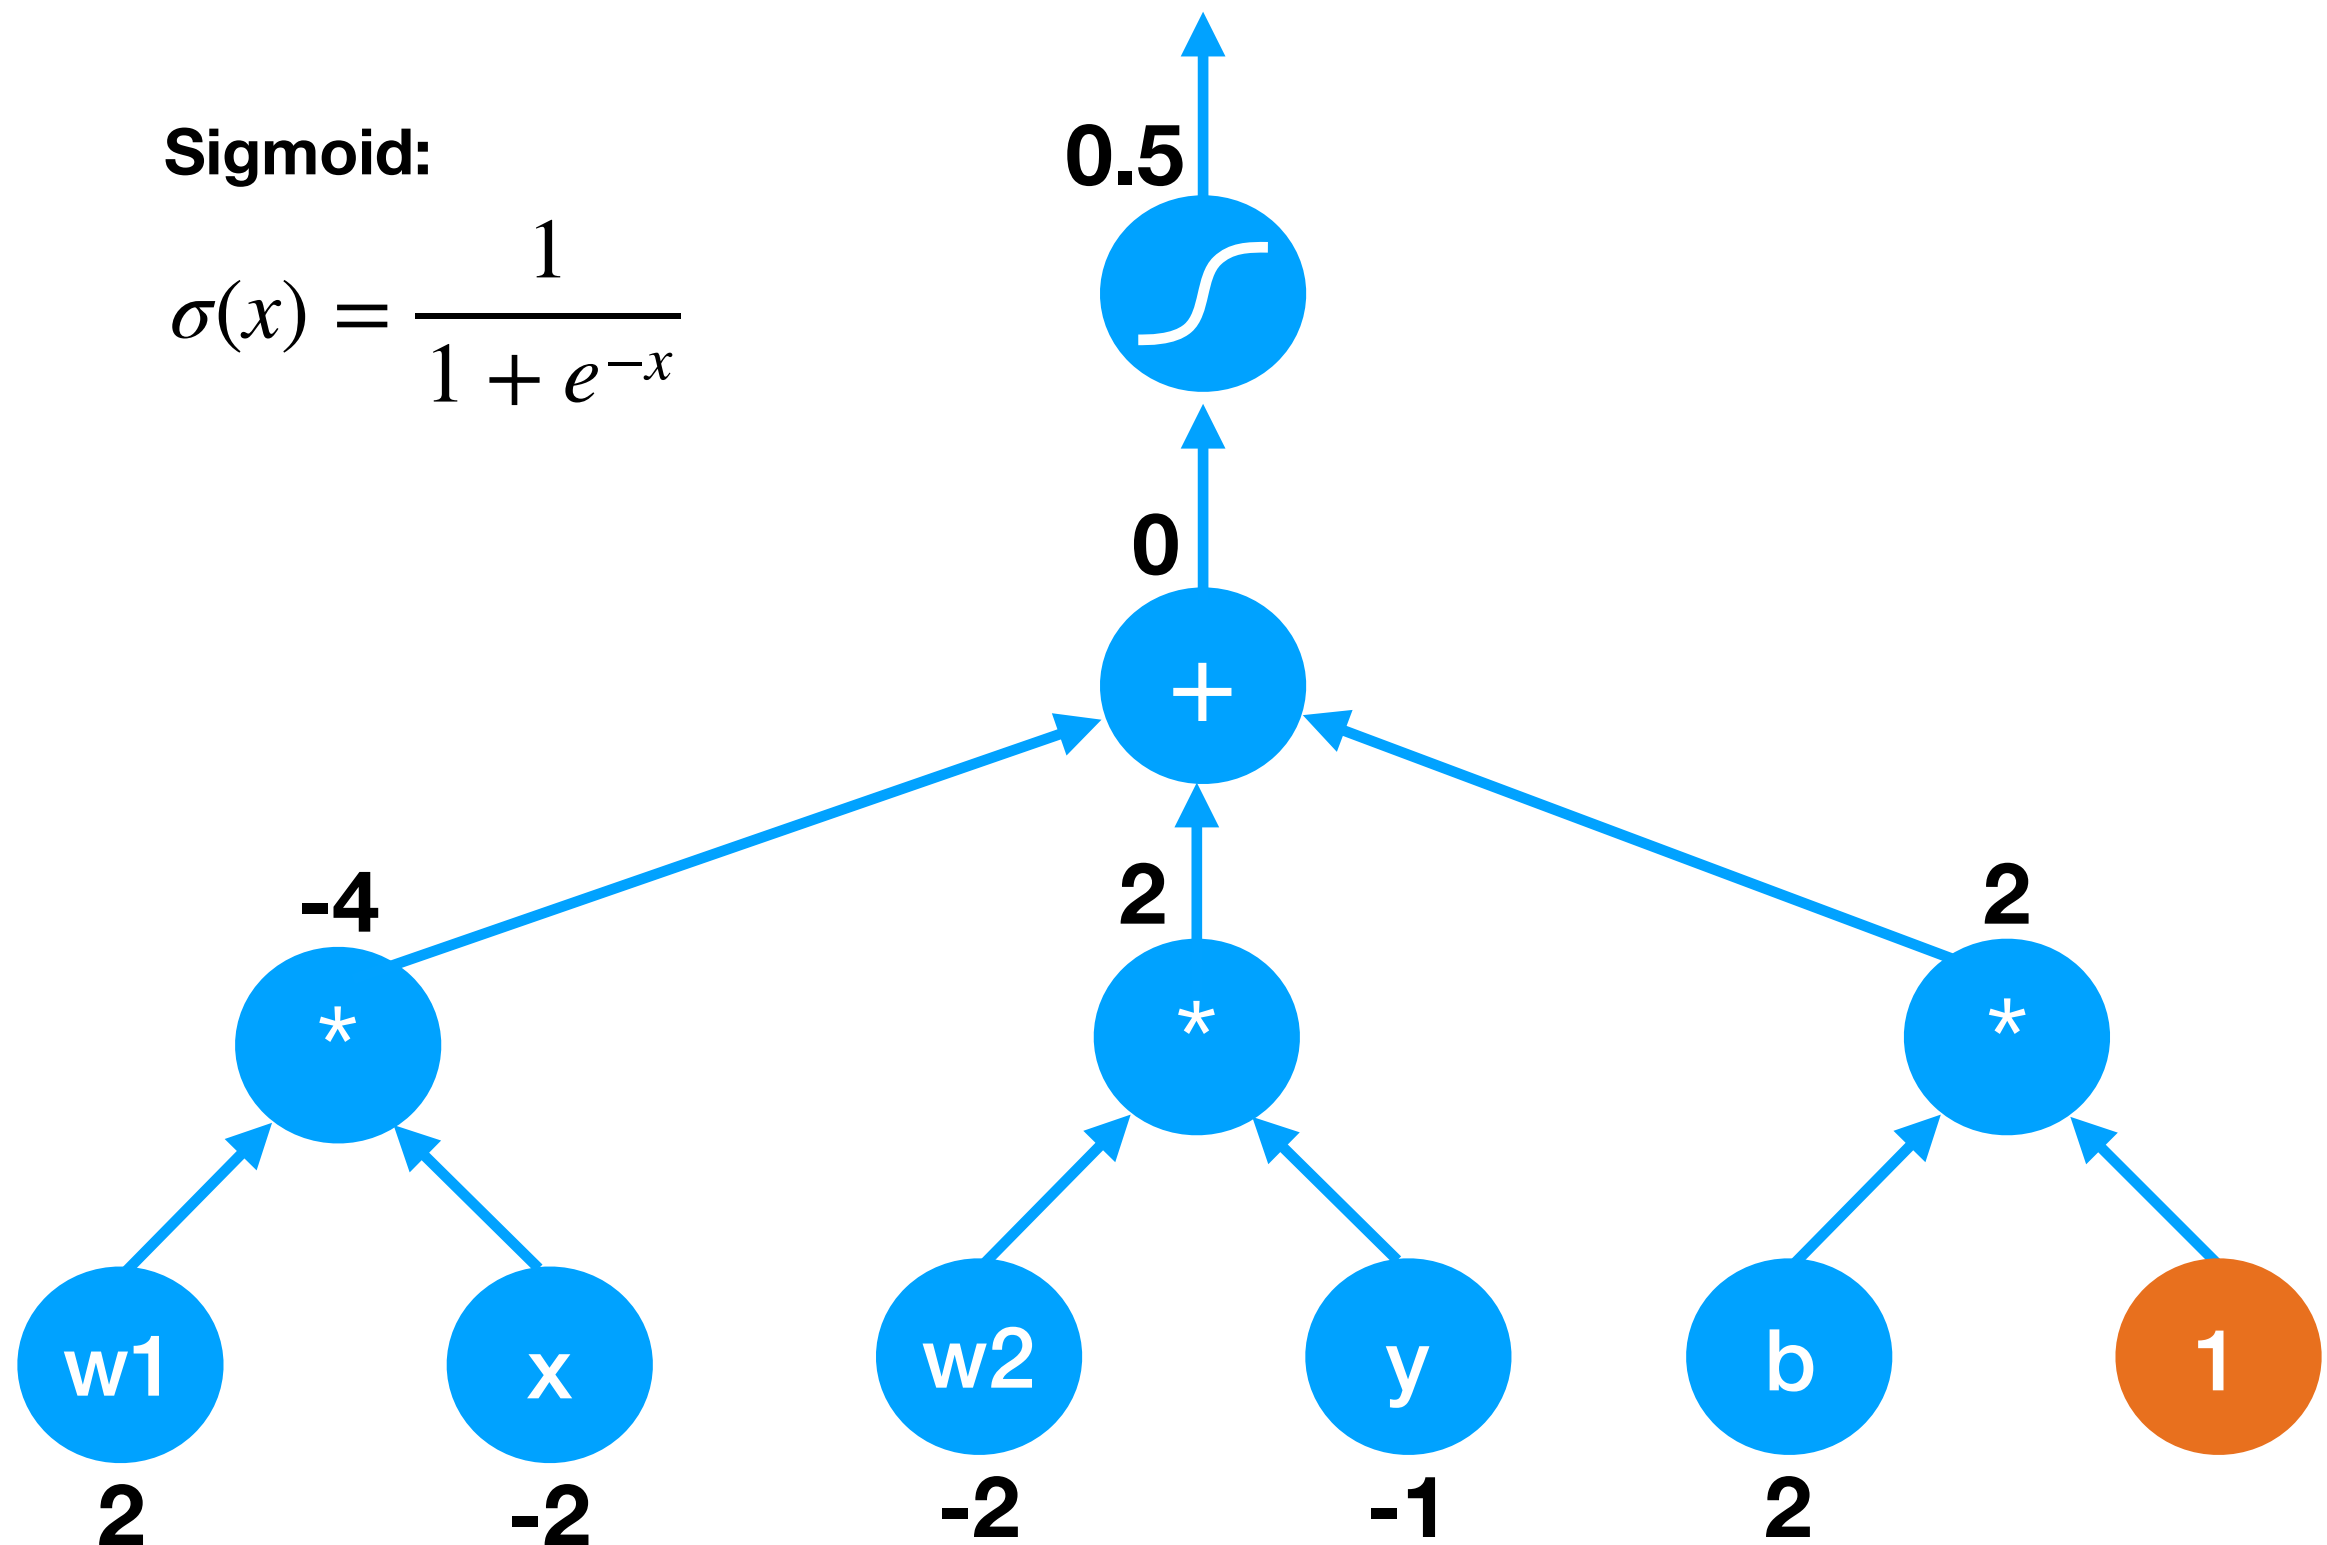 Sigmoid:
σ(x) = 1 / (1 + e^{−x})
0.5
0
+
-4
2
2
*
*
*
w1
x
w2
y
b
1
2
-2
-2
-1
2